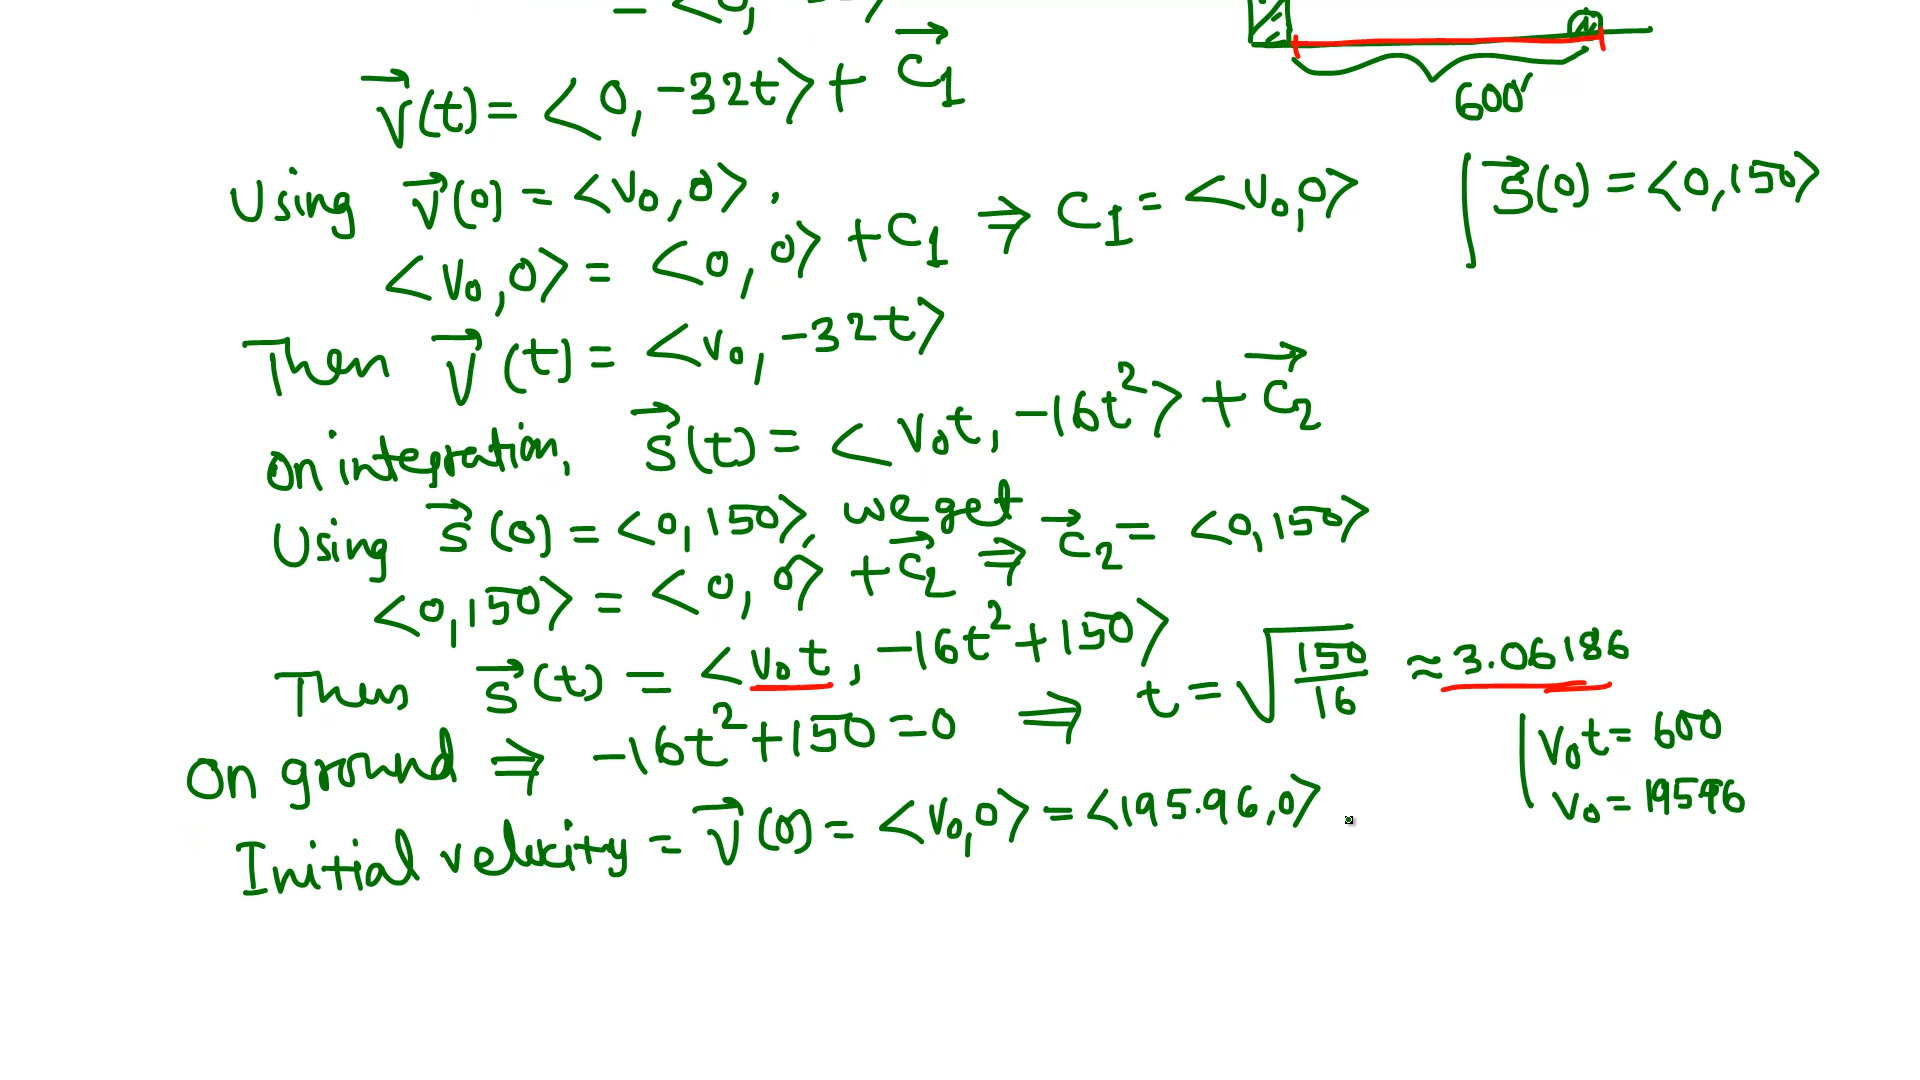 = <0,
v(t) = <0, -32t> + C₁
600'
Using v(0) = <v₀, 0>.
s(0) = <0, 150>
<v₀, 0> = <0, 0> + C₁ ⇒ C₁ = <v₀, 0>
Then v(t) = <v₀, -32t>
On integration, s(t) = <v₀t, -16t²> + C₂
Using s(0) = <0, 150>, we get
<0, 150> = <0, 0> + C₂ ⇒ C₂ = <0, 150>
Thus s(t) = <v₀t, -16t² + 150>
On ground ⇒ -16t² + 150 = 0 ⇒ t = √(150/16) ≈ 3.06186
v₀t = 600
v₀ = 195.96
Initial velocity = v(0) = <v₀, 0> = <195.96, 0>